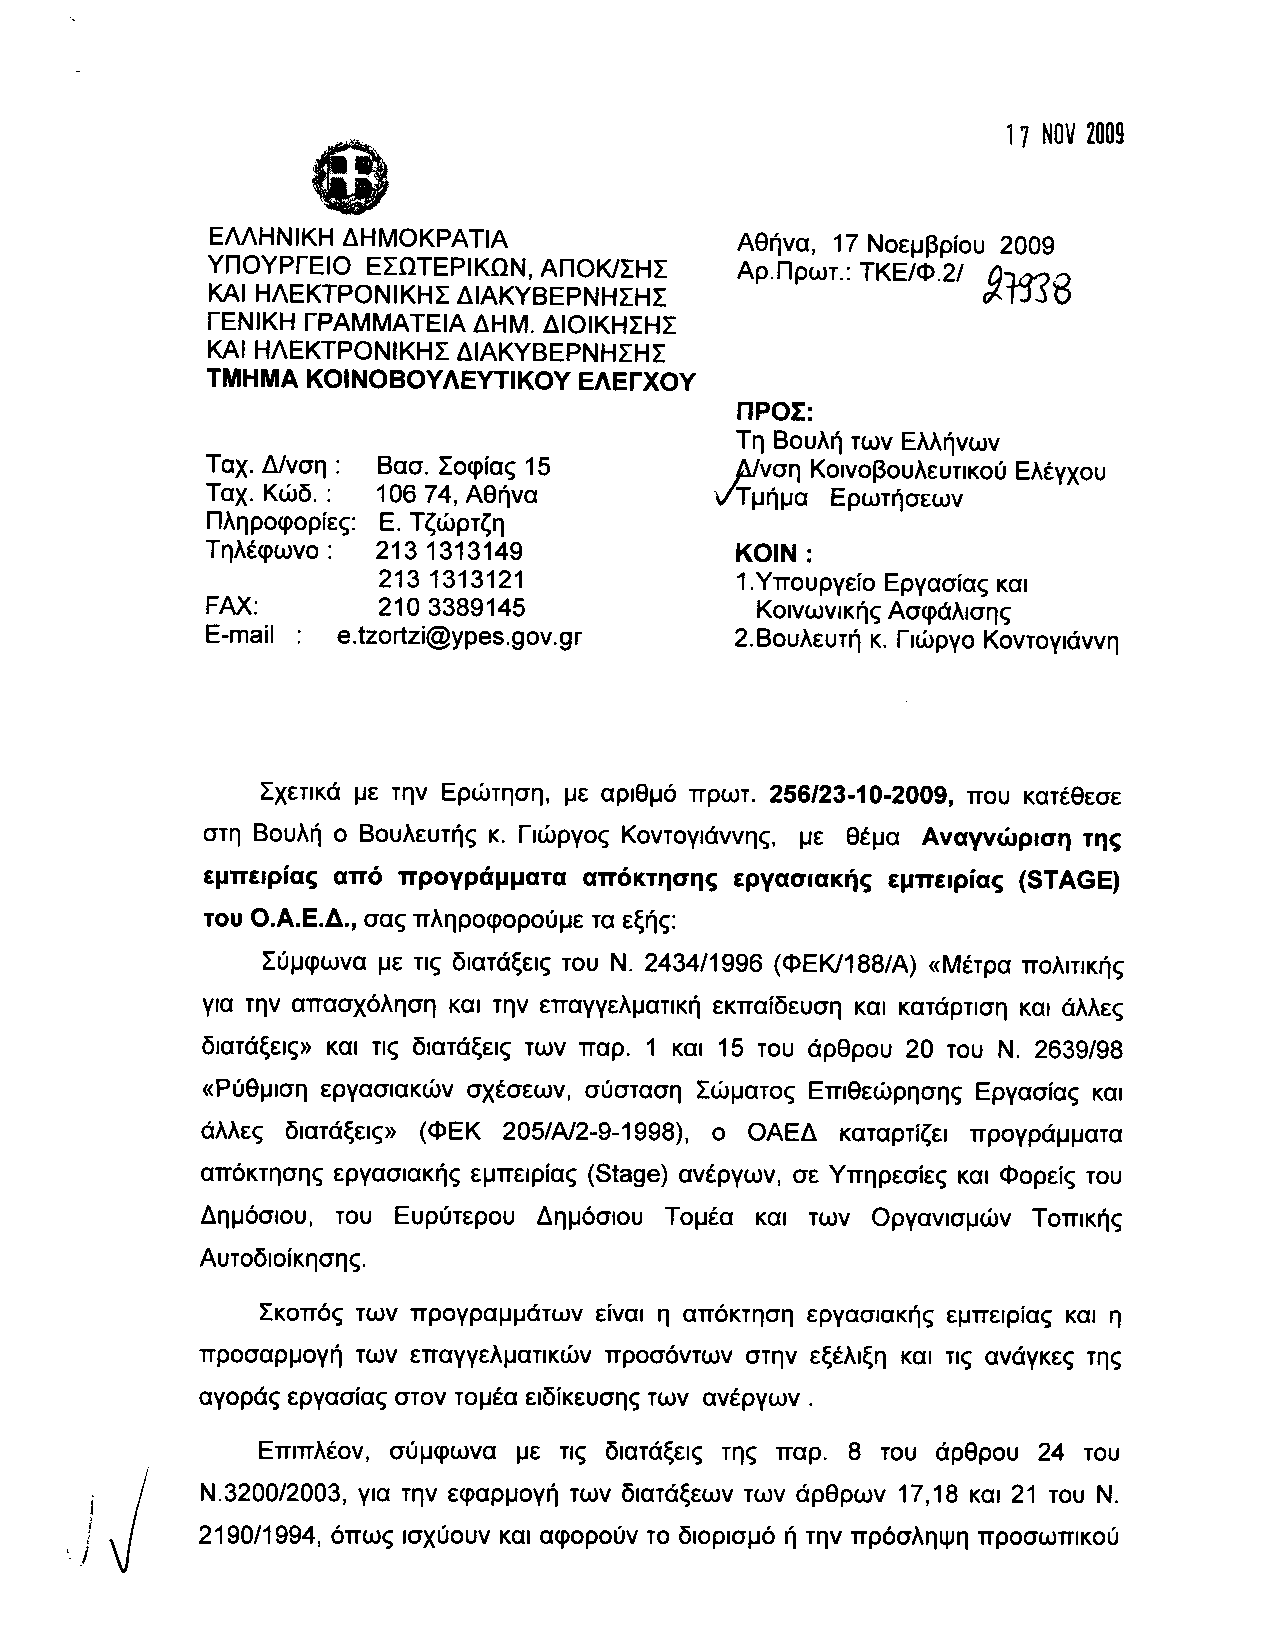 17 NOV 2009
ΕΛΛΗΝΙΚΗ ΔΗΜΟΚΡΑΤΙΑ
ΥΠΟΥΡΓΕΙΟ ΕΣΩΤΕΡΙΚΩΝ, ΑΠΟΚ/ΣΗΣ
ΚΑΙ ΗΛΕΚΤΡΟΝΙΚΗΣ ΔΙΑΚΥΒΕΡΝΗΣΗΣ
ΓΕΝΙΚΗ ΓΡΑΜΜΑΤΕΙΑ ΔΗΜ. ΔΙΟΙΚΗΣΗΣ
ΚΑΙ ΗΛΕΚΤΡΟΝΙΚΗΣ ΔΙΑΚΥΒΕΡΝΗΣΗΣ
ΤΜΗΜΑ ΚΟΙΝΟΒΟΥΛΕΥΤΙΚΟΥ ΕΛΕΓΧΟΥ
Αθήνα, 17 Νοεμβρίου 2009
Αρ.Πρωτ.: ΤΚΕ/Φ.2/
Ταχ. Δ/νση : Βασ. Σοφίας 15
Ταχ. Κώδ. : 106 74, Αθήνα
Πληροφορίες: Ε. Τζώρτζη
Τηλέφωνο : 213 1313149
213 1313121
FAX: 210 3389145
E-mail : e.tzortzi@ypes.gov.gr
ΠΡΟΣ:
Τη Βουλή των Ελλήνων
Δ/νση Κοινοβουλευτικού Ελέγχου
Τμήμα Ερωτήσεων
ΚΟΙΝ :
1.Υπουργείο Εργασίας και
Κοινωνικής Ασφάλισης
2.Βουλευτή κ. Γιώργο Κοντογιάννη
Σχετικά με την Ερώτηση, με αριθμό πρωτ. 256/23-10-2009, που κατέθεσε
στη Βουλή ο Βουλευτής κ. Γιώργος Κοντογιάννης, με θέμα Αναγνώριση της
εμπειρίας από προγράμματα απόκτησης εργασιακής εμπειρίας (STAGE)
του Ο.Α.Ε.Δ., σας πληροφορούμε τα εξής:
Σύμφωνα με τις διατάξεις του Ν. 2434/1996 (ΦΕΚ/188/Α) «Μέτρα πολιτικής
για την απασχόληση και την επαγγελματική εκπαίδευση και κατάρτιση και άλλες
διατάξεις» και τις διατάξεις των παρ. 1 και 15 του άρθρου 20 του Ν. 2639/98
«Ρύθμιση εργασιακών σχέσεων, σύσταση Σώματος Επιθεώρησης Εργασίας και
άλλες διατάξεις» (ΦΕΚ 205/Α/2-9-1998), ο ΟΑΕΔ καταρτίζει προγράμματα
απόκτησης εργασιακής εμπειρίας (Stage) ανέργων, σε Υπηρεσίες και Φορείς του
Δημόσιου, του Ευρύτερου Δημόσιου Τομέα και των Οργανισμών Τοπικής
Αυτοδιοίκησης.
Σκοπός των προγραμμάτων είναι η απόκτηση εργασιακής εμπειρίας και η
προσαρμογή των επαγγελματικών προσόντων στην εξέλιξη και τις ανάγκες της
αγοράς εργασίας στον τομέα ειδίκευσης των ανέργων .
Επιπλέον, σύμφωνα με τις διατάξεις της παρ. 8 του άρθρου 24 του
Ν.3200/2003, για την εφαρμογή των διατάξεων των άρθρων 17,18 και 21 του Ν.
2190/1994, όπως ισχύουν και αφορούν το διορισμό ή την πρόσληψη προσωπικού